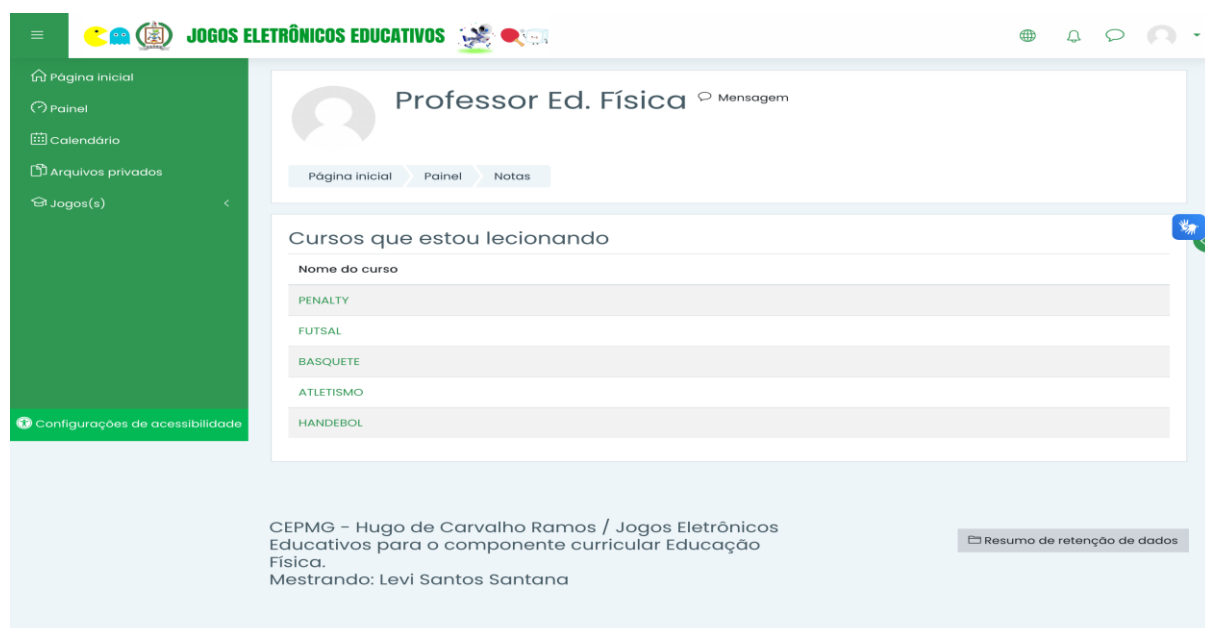 JOGOS ELETRÔNICOS EDUCATIVOS
Página inicial
Painel
Calendário
Arquivos privados
Jogos(s)
Configurações de acessibilidade
Professor Ed. Física Mensagem
Página inicial Painel Notas
Cursos que estou lecionando
Nome do curso
PENALTY
FUTSAL
BASQUETE
ATLETISMO
HANDEBOL
CEPMG - Hugo de Carvalho Ramos / Jogos Eletrônicos
Educativos para o componente curricular Educação
Física.
Mestrando: Levi Santos Santana
Resumo de retenção de dados